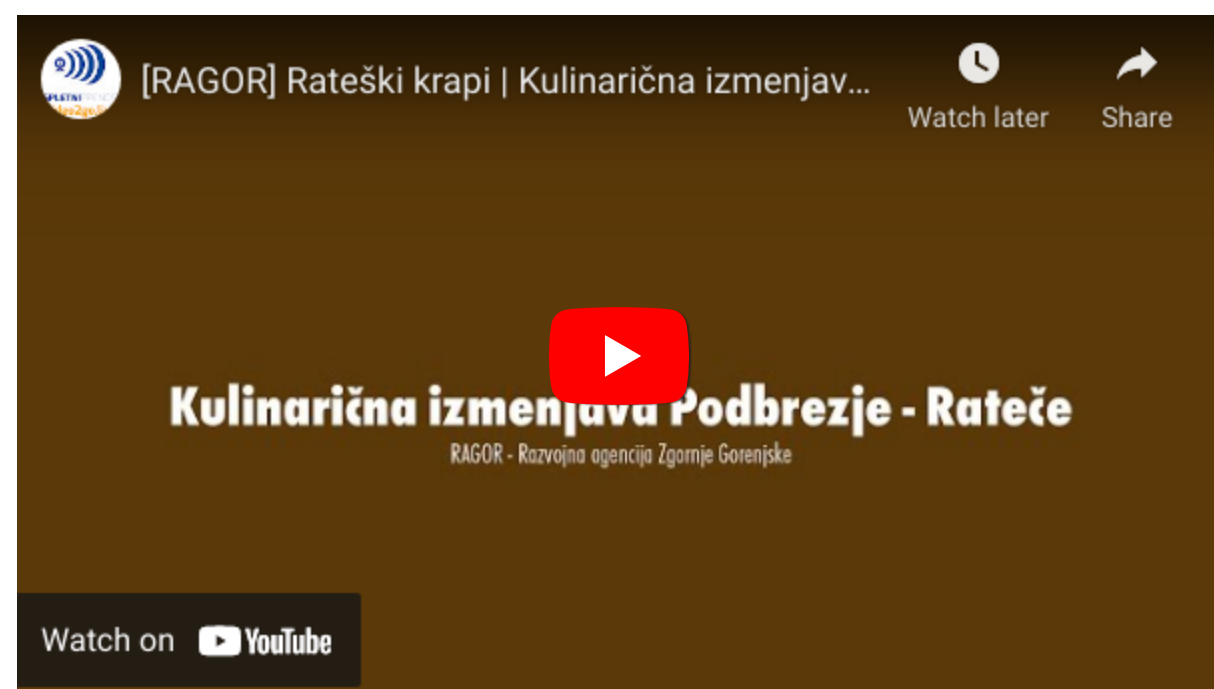 [RAGOR] Rateški krapi | Kulinarična izmenjav...
Watch later
Share
Kulinarična izmenjava Podbrezje - Rateče
RAGOR - Razvojna agencija Zgornje Gorenjske
Watch on YouTube